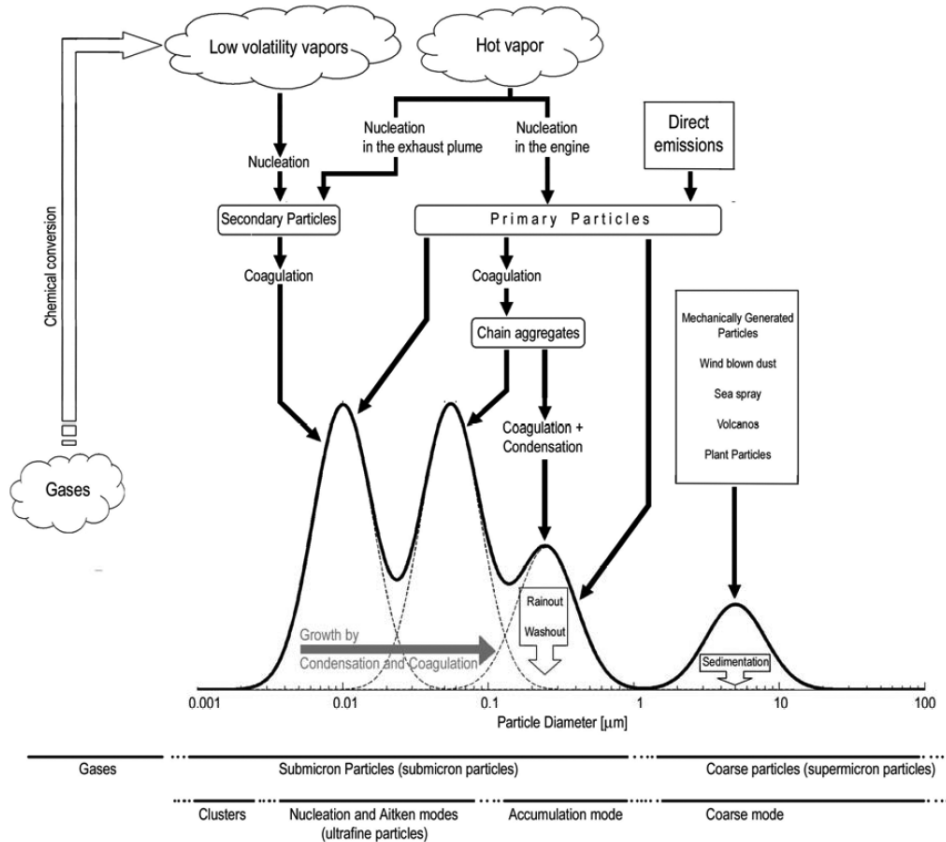 Low volatility vapors
Hot vapor
Nucleation
in the exhaust plume
Nucleation
in the engine
Direct
emissions
Nucleation
Secondary Particles
Primary Particles
Chemical conversion
Coagulation
Coagulation
Chain aggregates
Mechanically Generated
Particles
Wind blown dust
Sea spray
Volcanos
Plant Particles
Coagulation +
Condensation
Gases
Rainout
Washout
Growth by
Condensation and Coagulation
Sedimentation
0.001
0.01
0.1
1
10
100
Particle Diameter [μm]
Gases
Submicron Particles (submicron particles)
Coarse particles (supermicron particles)
Clusters
Nucleation and Aitken modes
(ultrafine particles)
Accumulation mode
Coarse mode